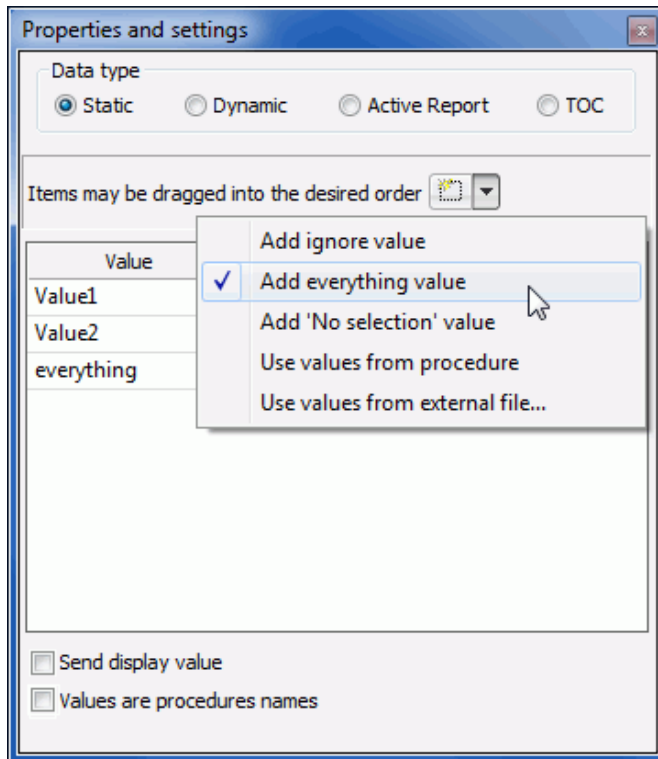 Properties and settings
Data type
Static Dynamic Active Report TOC
Items may be dragged into the desired order
Value
Value1
Value2
everything
Add ignore value
Add everything value
Add 'No selection' value
Use values from procedure
Use values from external file...
Send display value
Values are procedures names